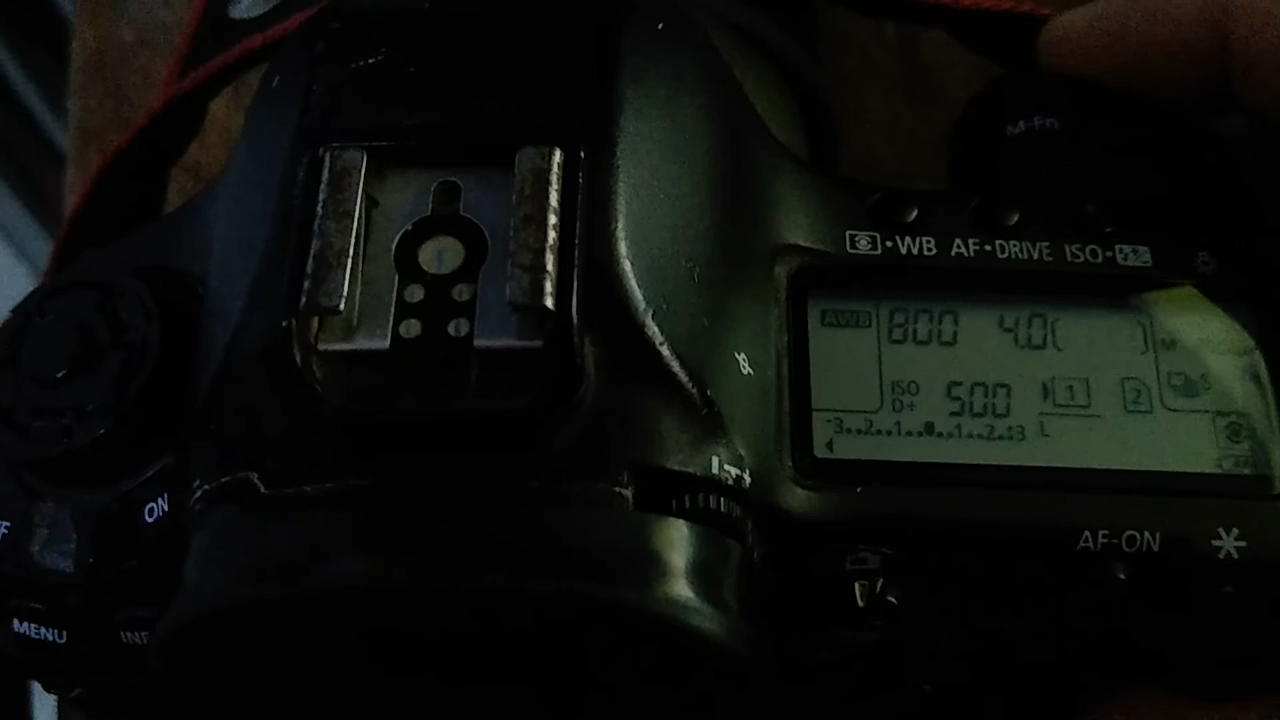 M-Fn
•WB AF•DRIVE ISO•
AWB 800 4.0( )
M
ISO
D+ 500 1 2
S
-3..2..1..0..1..2..:3 L
ON
AF-ON
MENU
INF